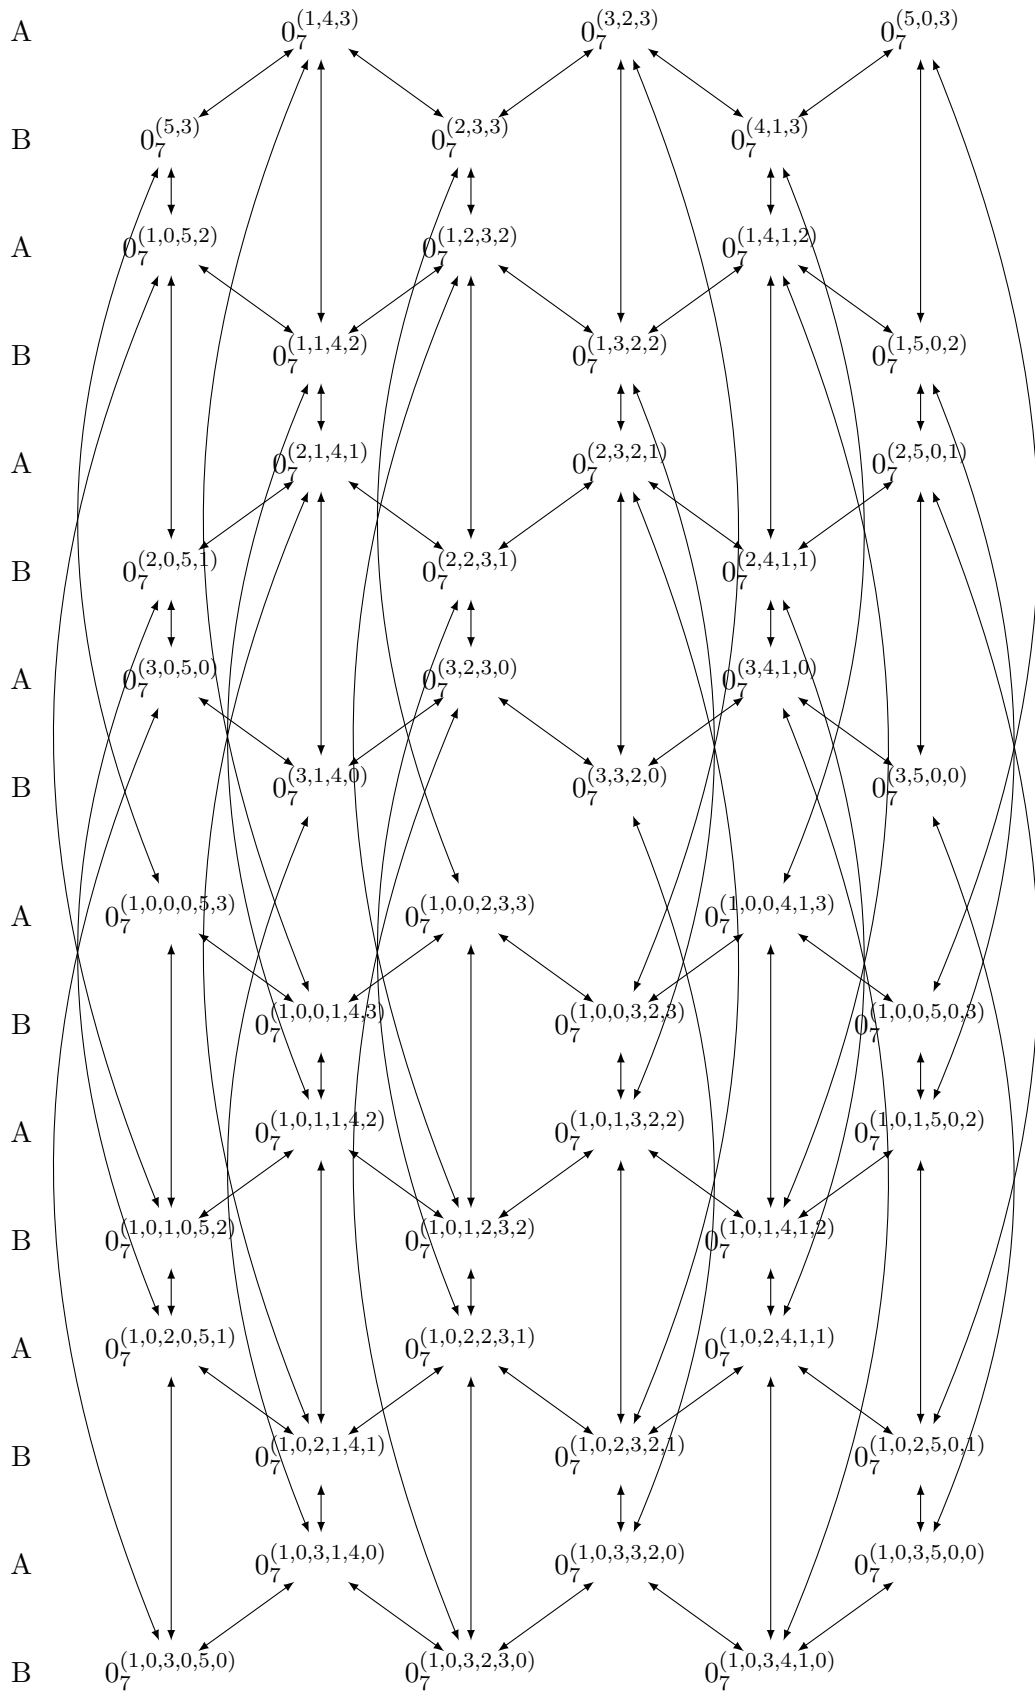 A 0_7^{(1,4,3)} 0_7^{(3,2,3)} 0_7^{(5,0,3)}
B 0_7^{(5,3)} 0_7^{(2,3,3)} 0_7^{(4,1,3)}
A 0_7^{(1,0,5,2)} 0_7^{(1,2,3,2)} 0_7^{(1,4,1,2)}
B 0_7^{(1,1,4,2)} 0_7^{(1,3,2,2)} 0_7^{(1,5,0,2)}
A 0_7^{(2,1,4,1)} 0_7^{(2,3,2,1)} 0_7^{(2,5,0,1)}
B 0_7^{(2,0,5,1)} 0_7^{(2,2,3,1)} 0_7^{(2,4,1,1)}
A 0_7^{(3,0,5,0)} 0_7^{(3,2,3,0)} 0_7^{(3,4,1,0)}
B 0_7^{(3,1,4,0)} 0_7^{(3,3,2,0)} 0_7^{(3,5,0,0)}
A 0_7^{(1,0,0,0,5,3)} 0_7^{(1,0,0,2,3,3)} 0_7^{(1,0,0,4,1,3)}
B 0_7^{(1,0,0,1,4,3)} 0_7^{(1,0,0,3,2,3)} 0_7^{(1,0,0,5,0,3)}
A 0_7^{(1,0,1,1,4,2)} 0_7^{(1,0,1,3,2,2)} 0_7^{(1,0,1,5,0,2)}
B 0_7^{(1,0,1,0,5,2)} 0_7^{(1,0,1,2,3,2)} 0_7^{(1,0,1,4,1,2)}
A 0_7^{(1,0,2,0,5,1)} 0_7^{(1,0,2,2,3,1)} 0_7^{(1,0,2,4,1,1)}
B 0_7^{(1,0,2,1,4,1)} 0_7^{(1,0,2,3,2,1)} 0_7^{(1,0,2,5,0,1)}
A 0_7^{(1,0,3,1,4,0)} 0_7^{(1,0,3,3,2,0)} 0_7^{(1,0,3,5,0,0)}
B 0_7^{(1,0,3,0,5,0)} 0_7^{(1,0,3,2,3,0)} 0_7^{(1,0,3,4,1,0)}